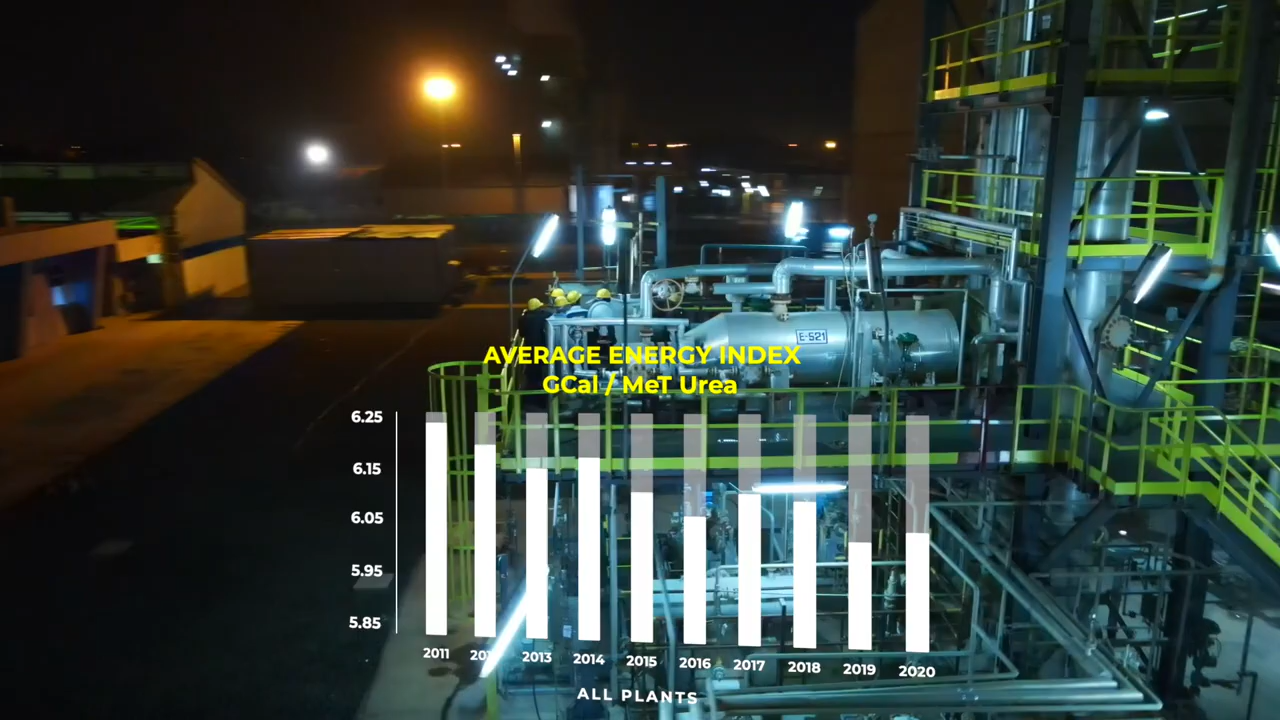 E-521
AVERAGE ENERGY INDEX
GCal / MeT Urea
6.25
6.15
6.05
5.95
5.85
2011 2013 2014 2015 2016 2017 2018 2019 2020
ALL PLANTS